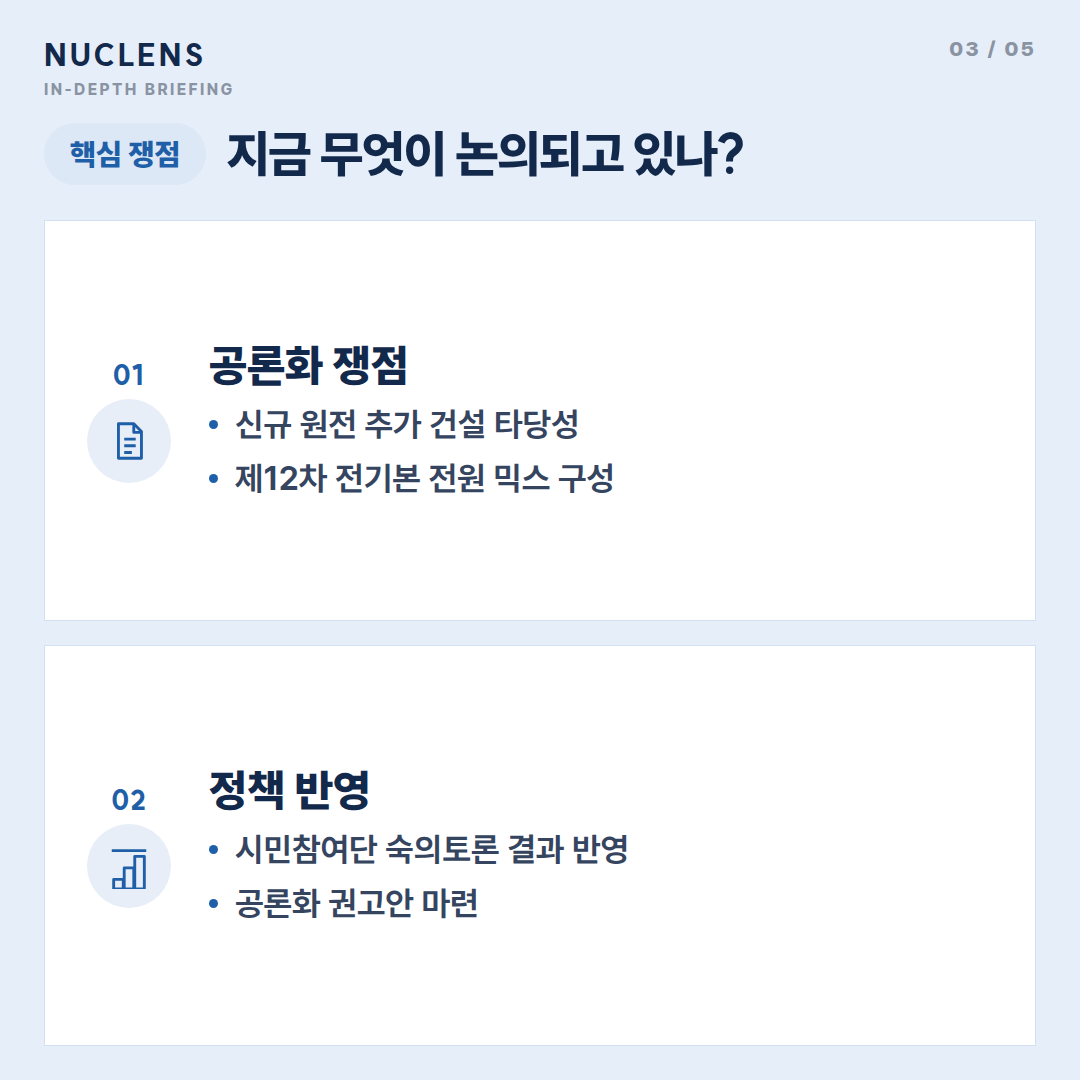 NUCLENS
03 / 05
IN-DEPTH BRIEFING
핵심 쟁점
지금 무엇이 논의되고 있나?
01
공론화 쟁점
• 신규 원전 추가 건설 타당성
• 제12차 전기본 전원 믹스 구성
02
정책 반영
• 시민참여단 숙의토론 결과 반영
• 공론화 권고안 마련